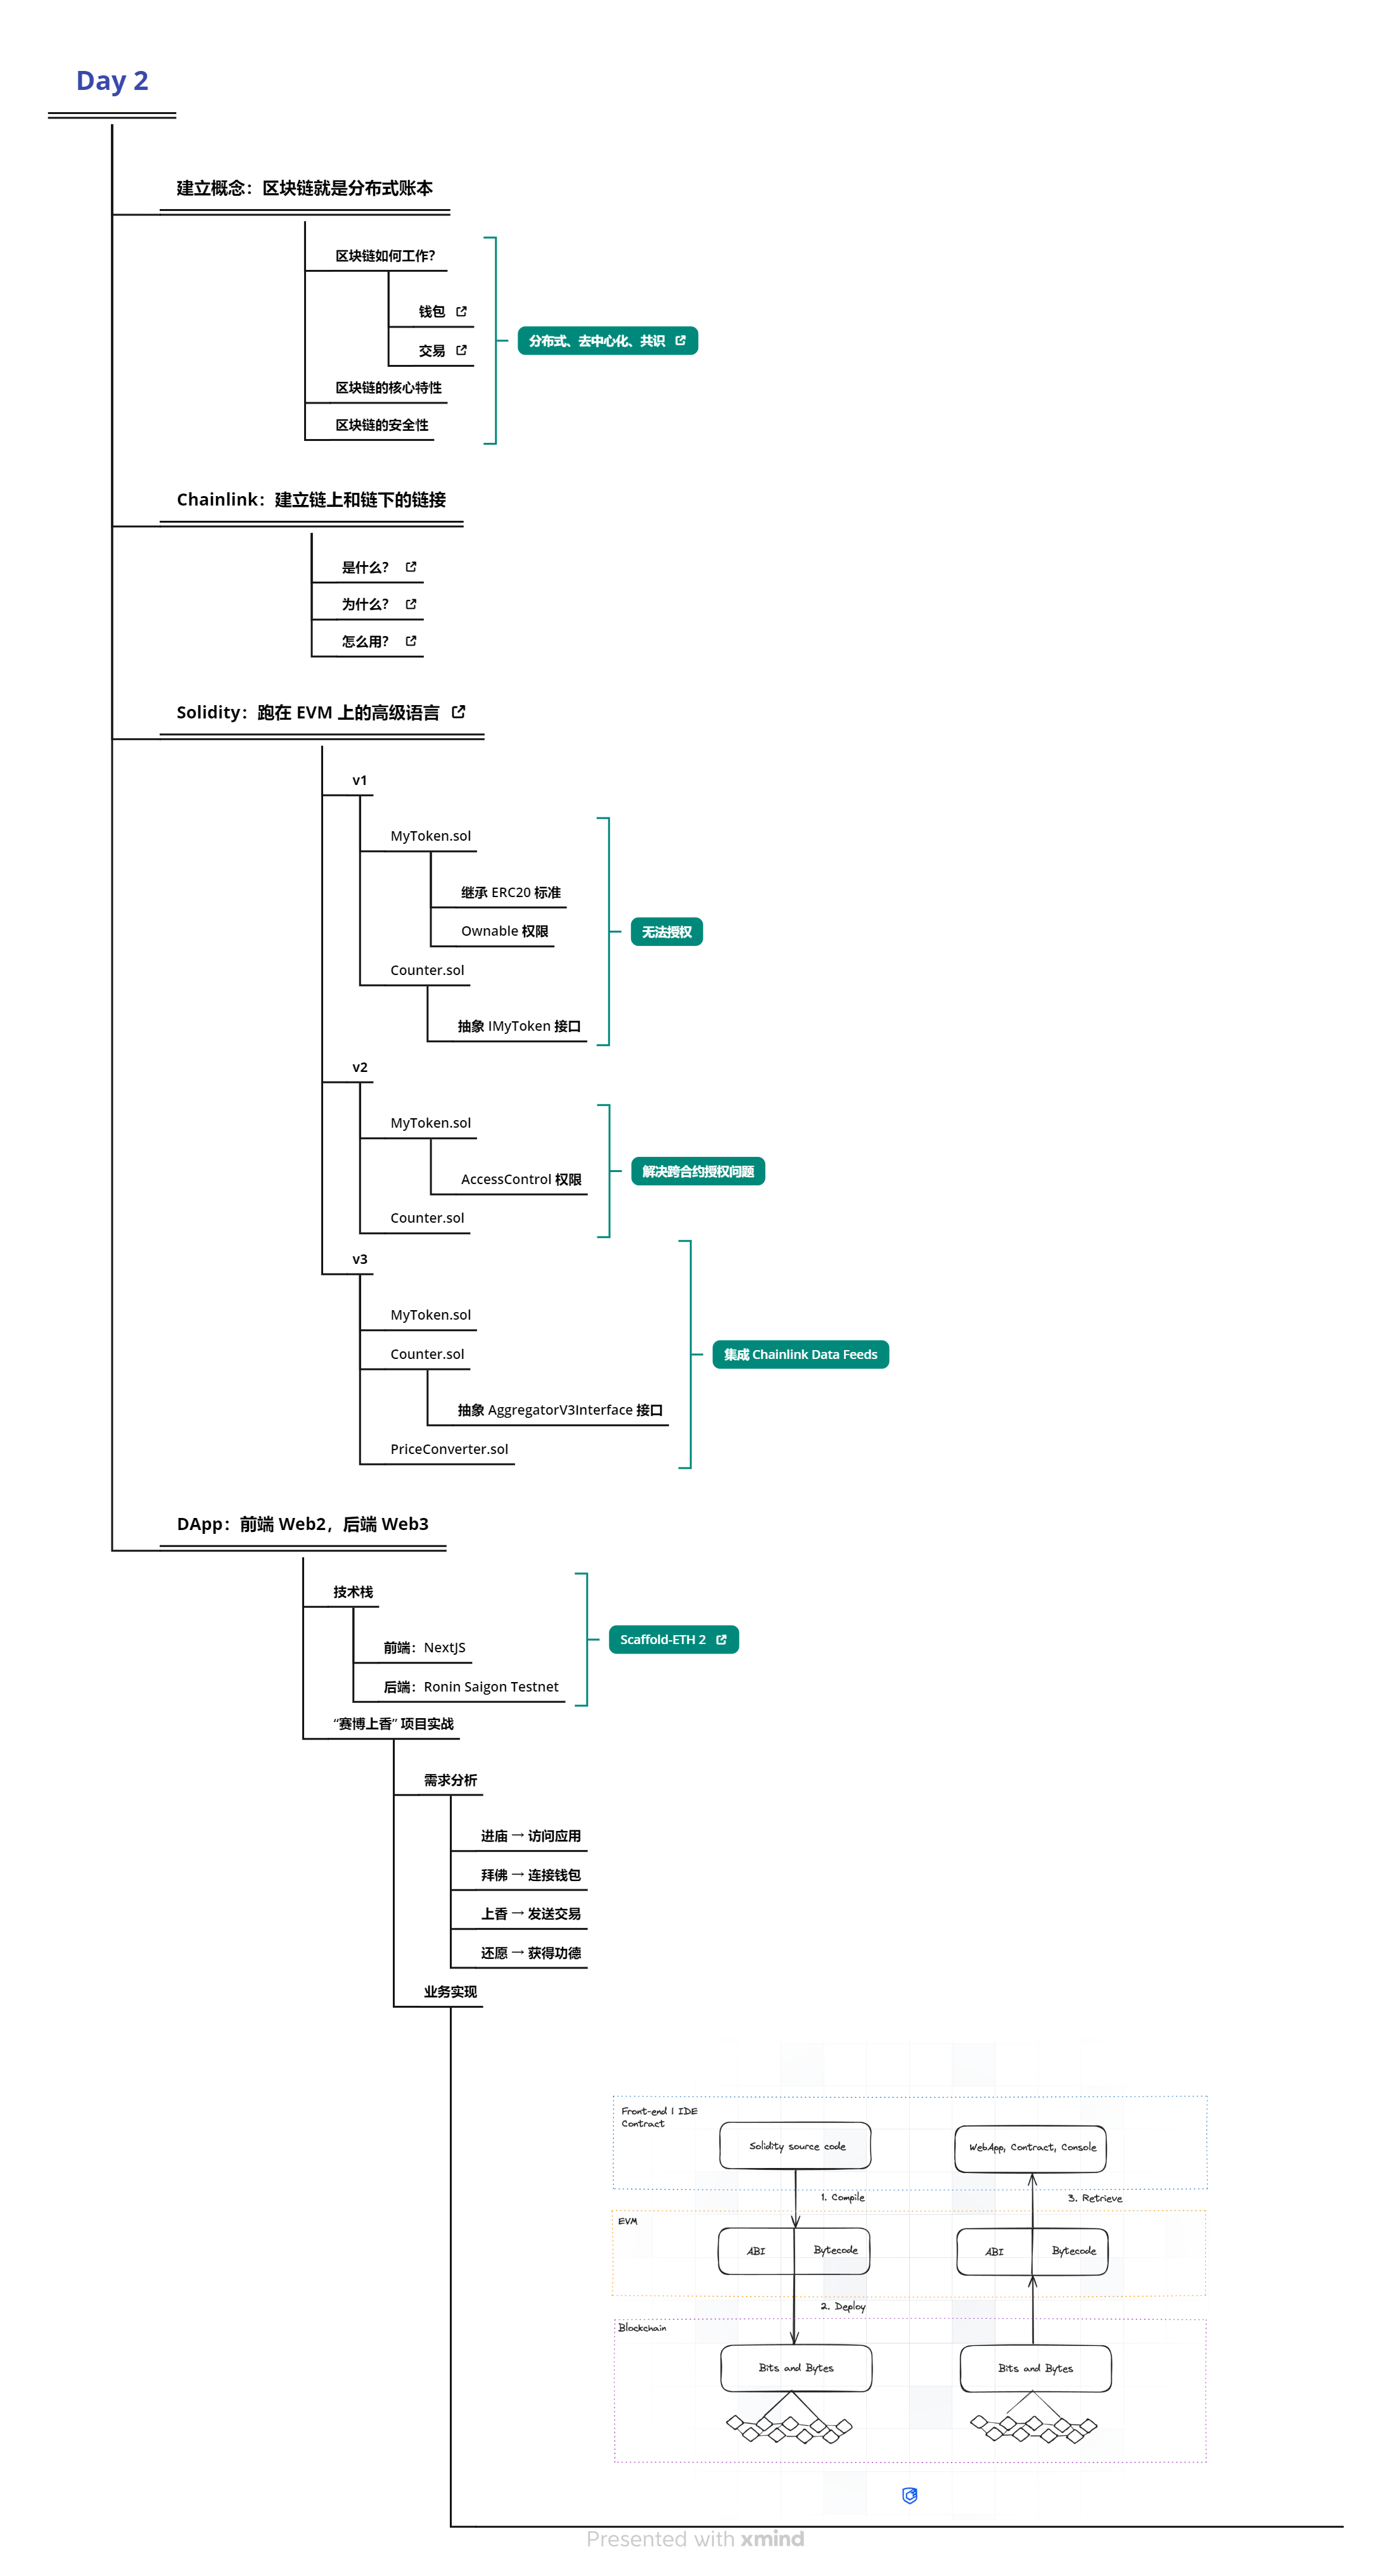 Day 2
建立概念：区块链就是分布式账本
区块链如何工作？
钱包
交易
分布式、去中心化、共识
区块链的核心特性
区块链的安全性
Chainlink：建立链上和链下的链接
是什么？
为什么？
怎么用？
Solidity：跑在 EVM 上的高级语言
v1
MyToken.sol
继承 ERC20 标准
Ownable 权限
无法授权
Counter.sol
抽象 IMyToken 接口
v2
MyToken.sol
AccessControl 权限
解决跨合约授权问题
Counter.sol
v3
MyToken.sol
Counter.sol
集成 Chainlink Data Feeds
抽象 AggregatorV3Interface 接口
PriceConverter.sol
DApp：前端 Web2，后端 Web3
技术栈
前端：NextJS
后端：Ronin Saigon Testnet
Scaffold-ETH 2
“赛博上香” 项目实战
需求分析
进庙 → 访问应用
拜佛 → 连接钱包
上香 → 发送交易
还愿 → 获得功德
业务实现
Front-end | IDE
Contract
Solidity source code
WebApp, Contract, Console
1. Compile
3. Retrieve
EVM
ABI
Bytecode
ABI
Bytecode
2. Deploy
Blockchain
Bits and Bytes
Bits and Bytes
Presented with xmind